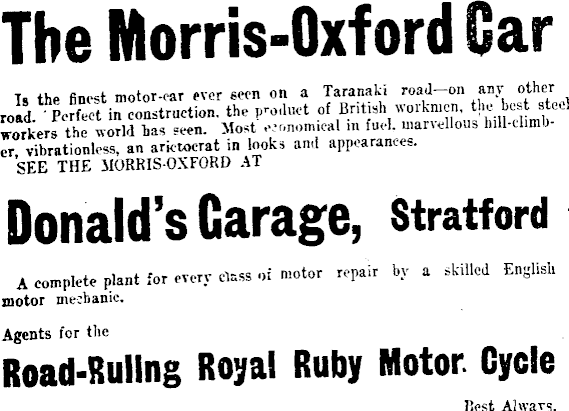 The Morris-Oxford Car
Is the finest motor-car ever seen on a Taranaki road—on any other
road. Perfect in construction, the product of British workmen, the best steel
workers the world has seen. Most economical in fuel, marvellous hill-climb-
er, vibrationless, an arictocrat in looks and appearances.
SEE THE MORRIS-OXFORD AT
Donald's Garage, Stratford
A complete plant for every class of motor repair by a skilled English
motor mechanic.
Agents for the
Road-Ruling Royal Ruby Motor. Cycle
Best Always.